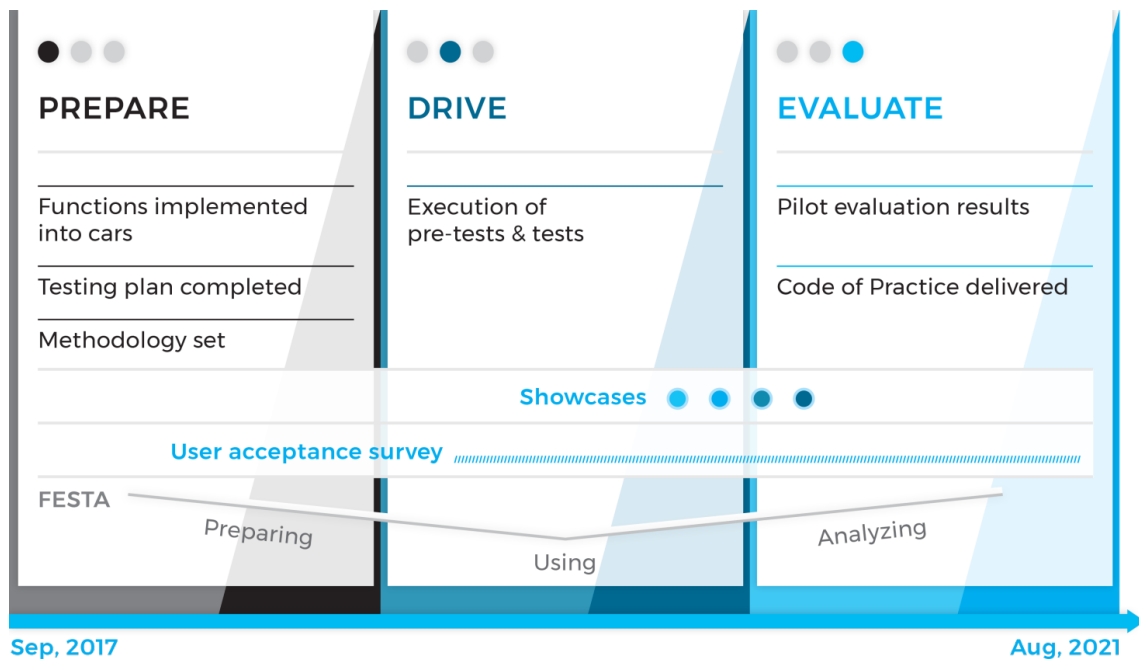 PREPARE
Functions implemented
into cars
Testing plan completed
Methodology set
DRIVE
Execution of
pre-tests & tests
EVALUATE
Pilot evaluation results
Code of Practice delivered
Showcases
User acceptance survey
FESTA
Preparing
Using
Analyzing
Sep, 2017
Aug, 2021